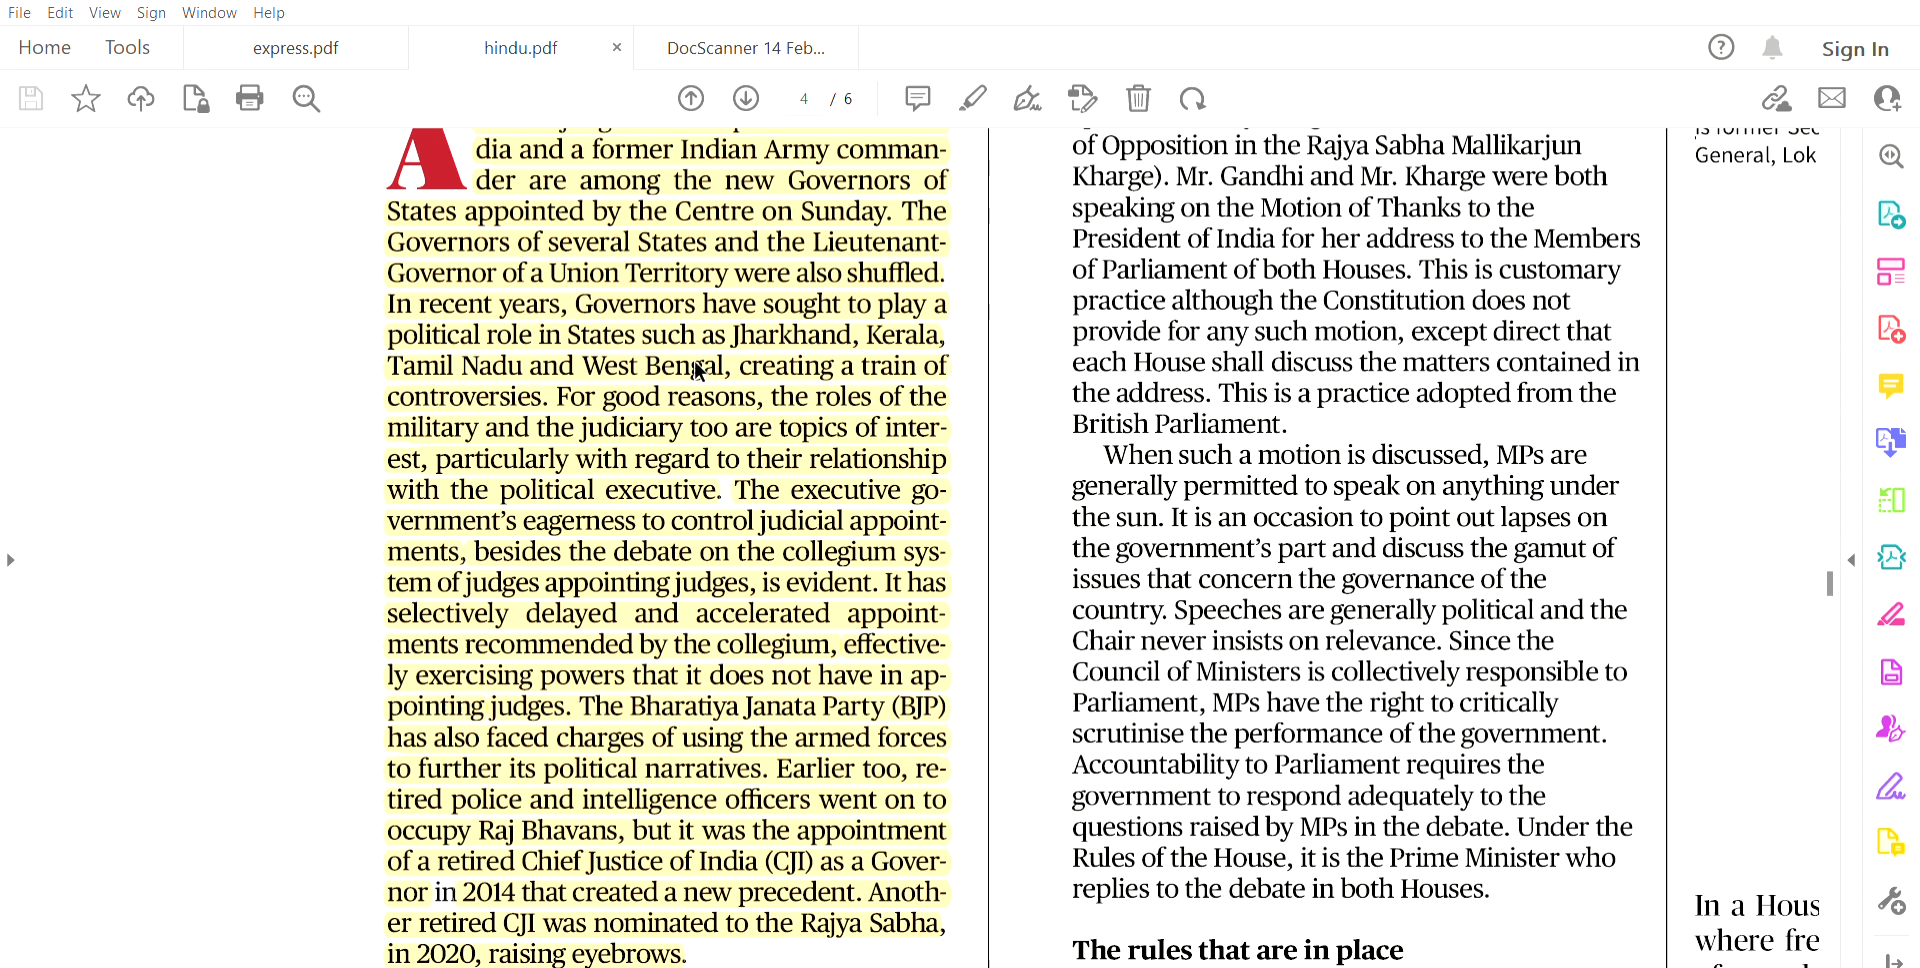 File Edit View Sign Window Help
Home Tools express.pdf hindu.pdf × DocScanner 14 Feb... ? Sign In
4 / 6
A
dia and a former Indian Army comman-
der are among the new Governors of
States appointed by the Centre on Sunday. The
Governors of several States and the Lieutenant-
Governor of a Union Territory were also shuffled.
In recent years, Governors have sought to play a
political role in States such as Jharkhand, Kerala,
Tamil Nadu and West Bengal, creating a train of
controversies. For good reasons, the roles of the
military and the judiciary too are topics of inter-
est, particularly with regard to their relationship
with the political executive. The executive go-
vernment's eagerness to control judicial appoint-
ments, besides the debate on the collegium sys-
tem of judges appointing judges, is evident. It has
selectively delayed and accelerated appoint-
ments recommended by the collegium, effective-
ly exercising powers that it does not have in ap-
pointing judges. The Bharatiya Janata Party (BJP)
has also faced charges of using the armed forces
to further its political narratives. Earlier too, re-
tired police and intelligence officers went on to
occupy Raj Bhavans, but it was the appointment
of a retired Chief Justice of India (CJI) as a Gover-
nor in 2014 that created a new precedent. Anoth-
er retired CJI was nominated to the Rajya Sabha,
in 2020, raising eyebrows.
of Opposition in the Rajya Sabha Mallikarjun
Kharge). Mr. Gandhi and Mr. Kharge were both
speaking on the Motion of Thanks to the
President of India for her address to the Members
of Parliament of both Houses. This is customary
practice although the Constitution does not
provide for any such motion, except direct that
each House shall discuss the matters contained in
the address. This is a practice adopted from the
British Parliament.
When such a motion is discussed, MPs are
generally permitted to speak on anything under
the sun. It is an occasion to point out lapses on
the government's part and discuss the gamut of
issues that concern the governance of the
country. Speeches are generally political and the
Chair never insists on relevance. Since the
Council of Ministers is collectively responsible to
Parliament, MPs have the right to critically
scrutinise the performance of the government.
Accountability to Parliament requires the
government to respond adequately to the
questions raised by MPs in the debate. Under the
Rules of the House, it is the Prime Minister who
replies to the debate in both Houses.
The rules that are in place
is former Sec
General, Lok
In a Hous
where fre